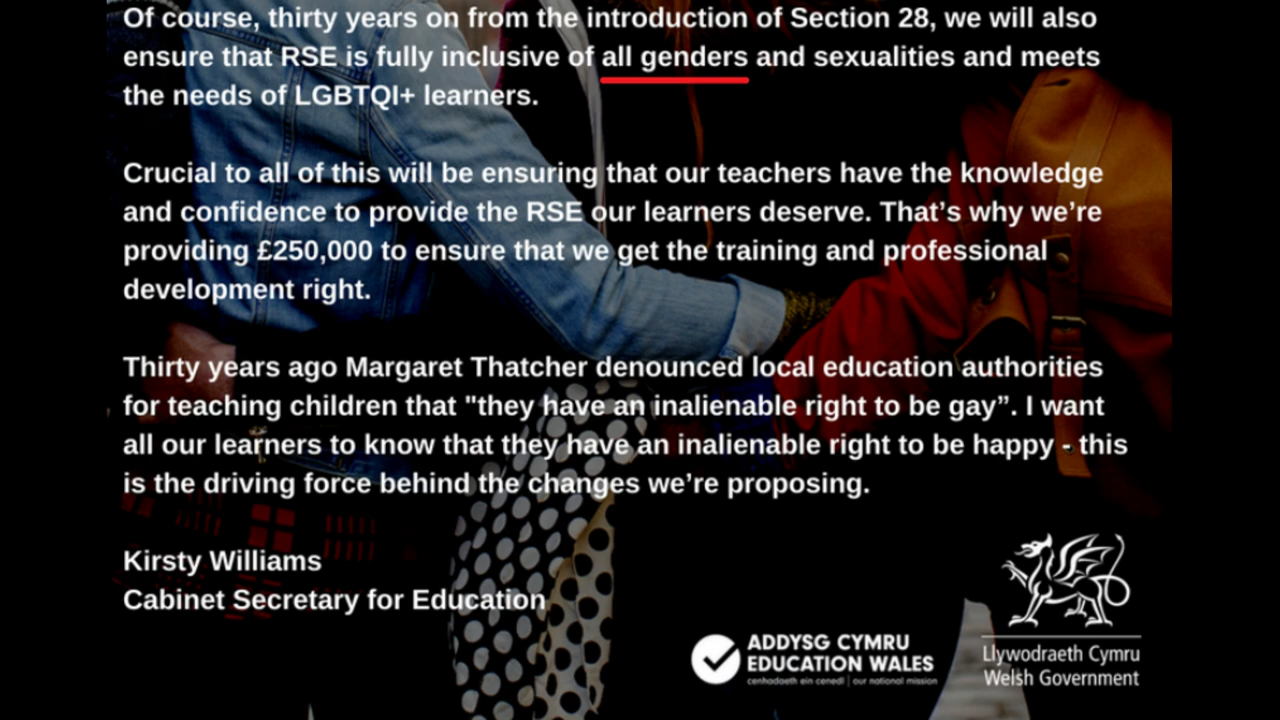 Of course, thirty years on from the introduction of Section 28, we will also
ensure that RSE is fully inclusive of all genders and sexualities and meets
the needs of LGBTQI+ learners.
Crucial to all of this will be ensuring that our teachers have the knowledge
and confidence to provide the RSE our learners deserve. That’s why we’re
providing £250,000 to ensure that we get the training and professional
development right.
Thirty years ago Margaret Thatcher denounced local education authorities
for teaching children that "they have an inalienable right to be gay”. I want
all our learners to know that they have an inalienable right to be happy - this
is the driving force behind the changes we’re proposing.
Kirsty Williams
Cabinet Secretary for Education
ADDYSG CYMRU
EDUCATION WALES
cenhadaeth ein cenedl | our national mission
Llywodraeth Cymru
Welsh Government